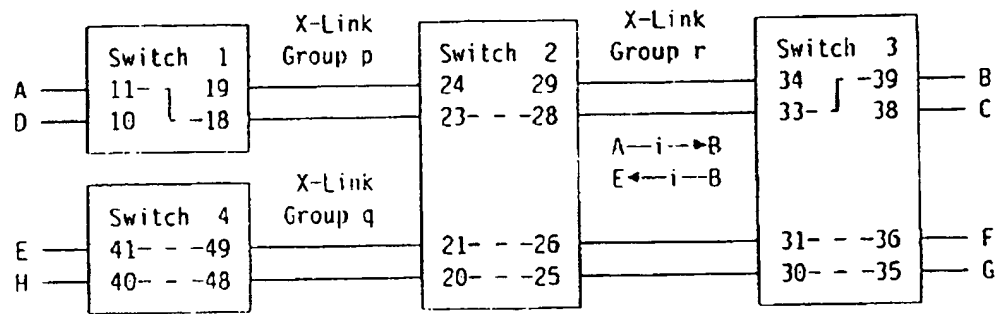 X-Link X-Link
Switch 1 Group p Switch 2 Group r Switch 3
A 11- 19 24 29 34 -39 B
D 10 -18 23- - -28 33- 38 C
A—i-→B
X-Link E←—i—B
Switch 4 Group q
E 41- - -49 21- - -26 31- - -36 F
H 40- - -48 20- - -25 30- - -35 G